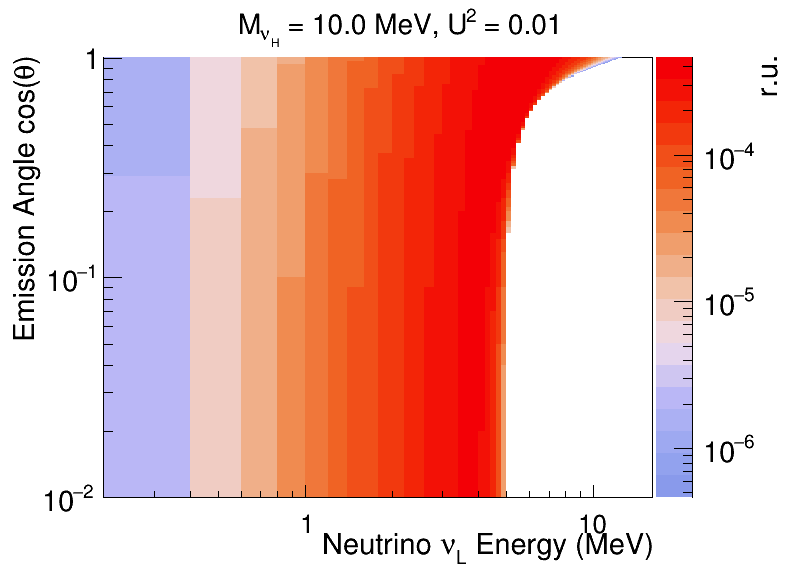 M_{ν_H} = 10.0 MeV, U² = 0.01
Emission Angle cos(θ)
1
10⁻¹
10⁻²
1
10
Neutrino ν_L Energy (MeV)
r.u.
10⁻⁴
10⁻⁵
10⁻⁶